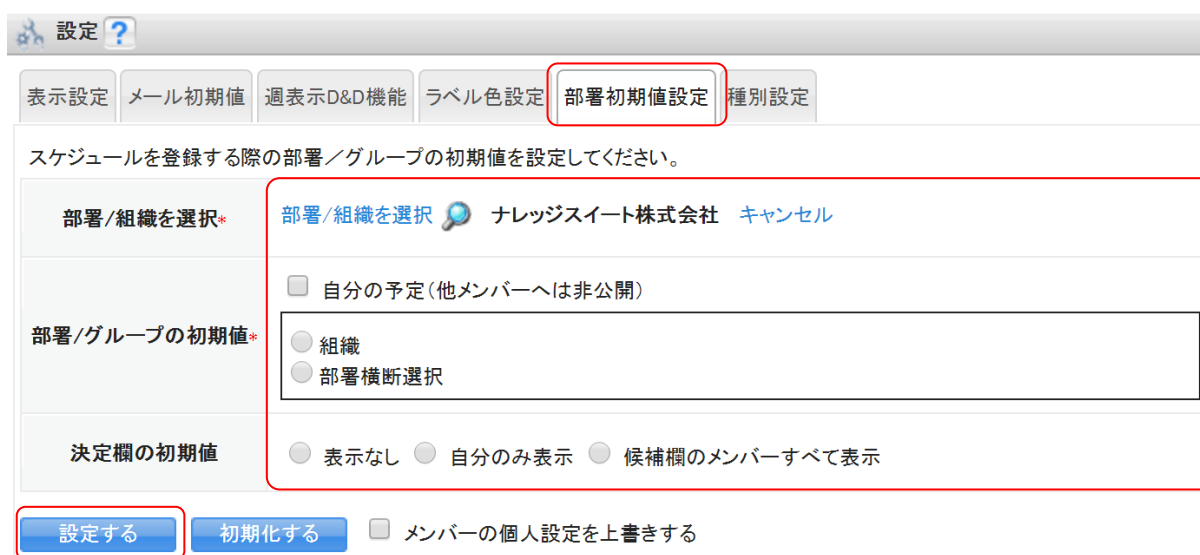 設定 ?
表示設定 メール初期値 週表示D&D機能 ラベル色設定 部署初期値設定 種別設定
スケジュールを登録する際の部署／グループの初期値を設定してください。
部署/組織を選択* 部署/組織を選択 ナレッジスイート株式会社 キャンセル
自分の予定（他メンバーへは非公開）
部署/グループの初期値*
組織
部署横断選択
決定欄の初期値 表示なし 自分のみ表示 候補欄のメンバーすべて表示
設定する 初期化する メンバーの個人設定を上書きする